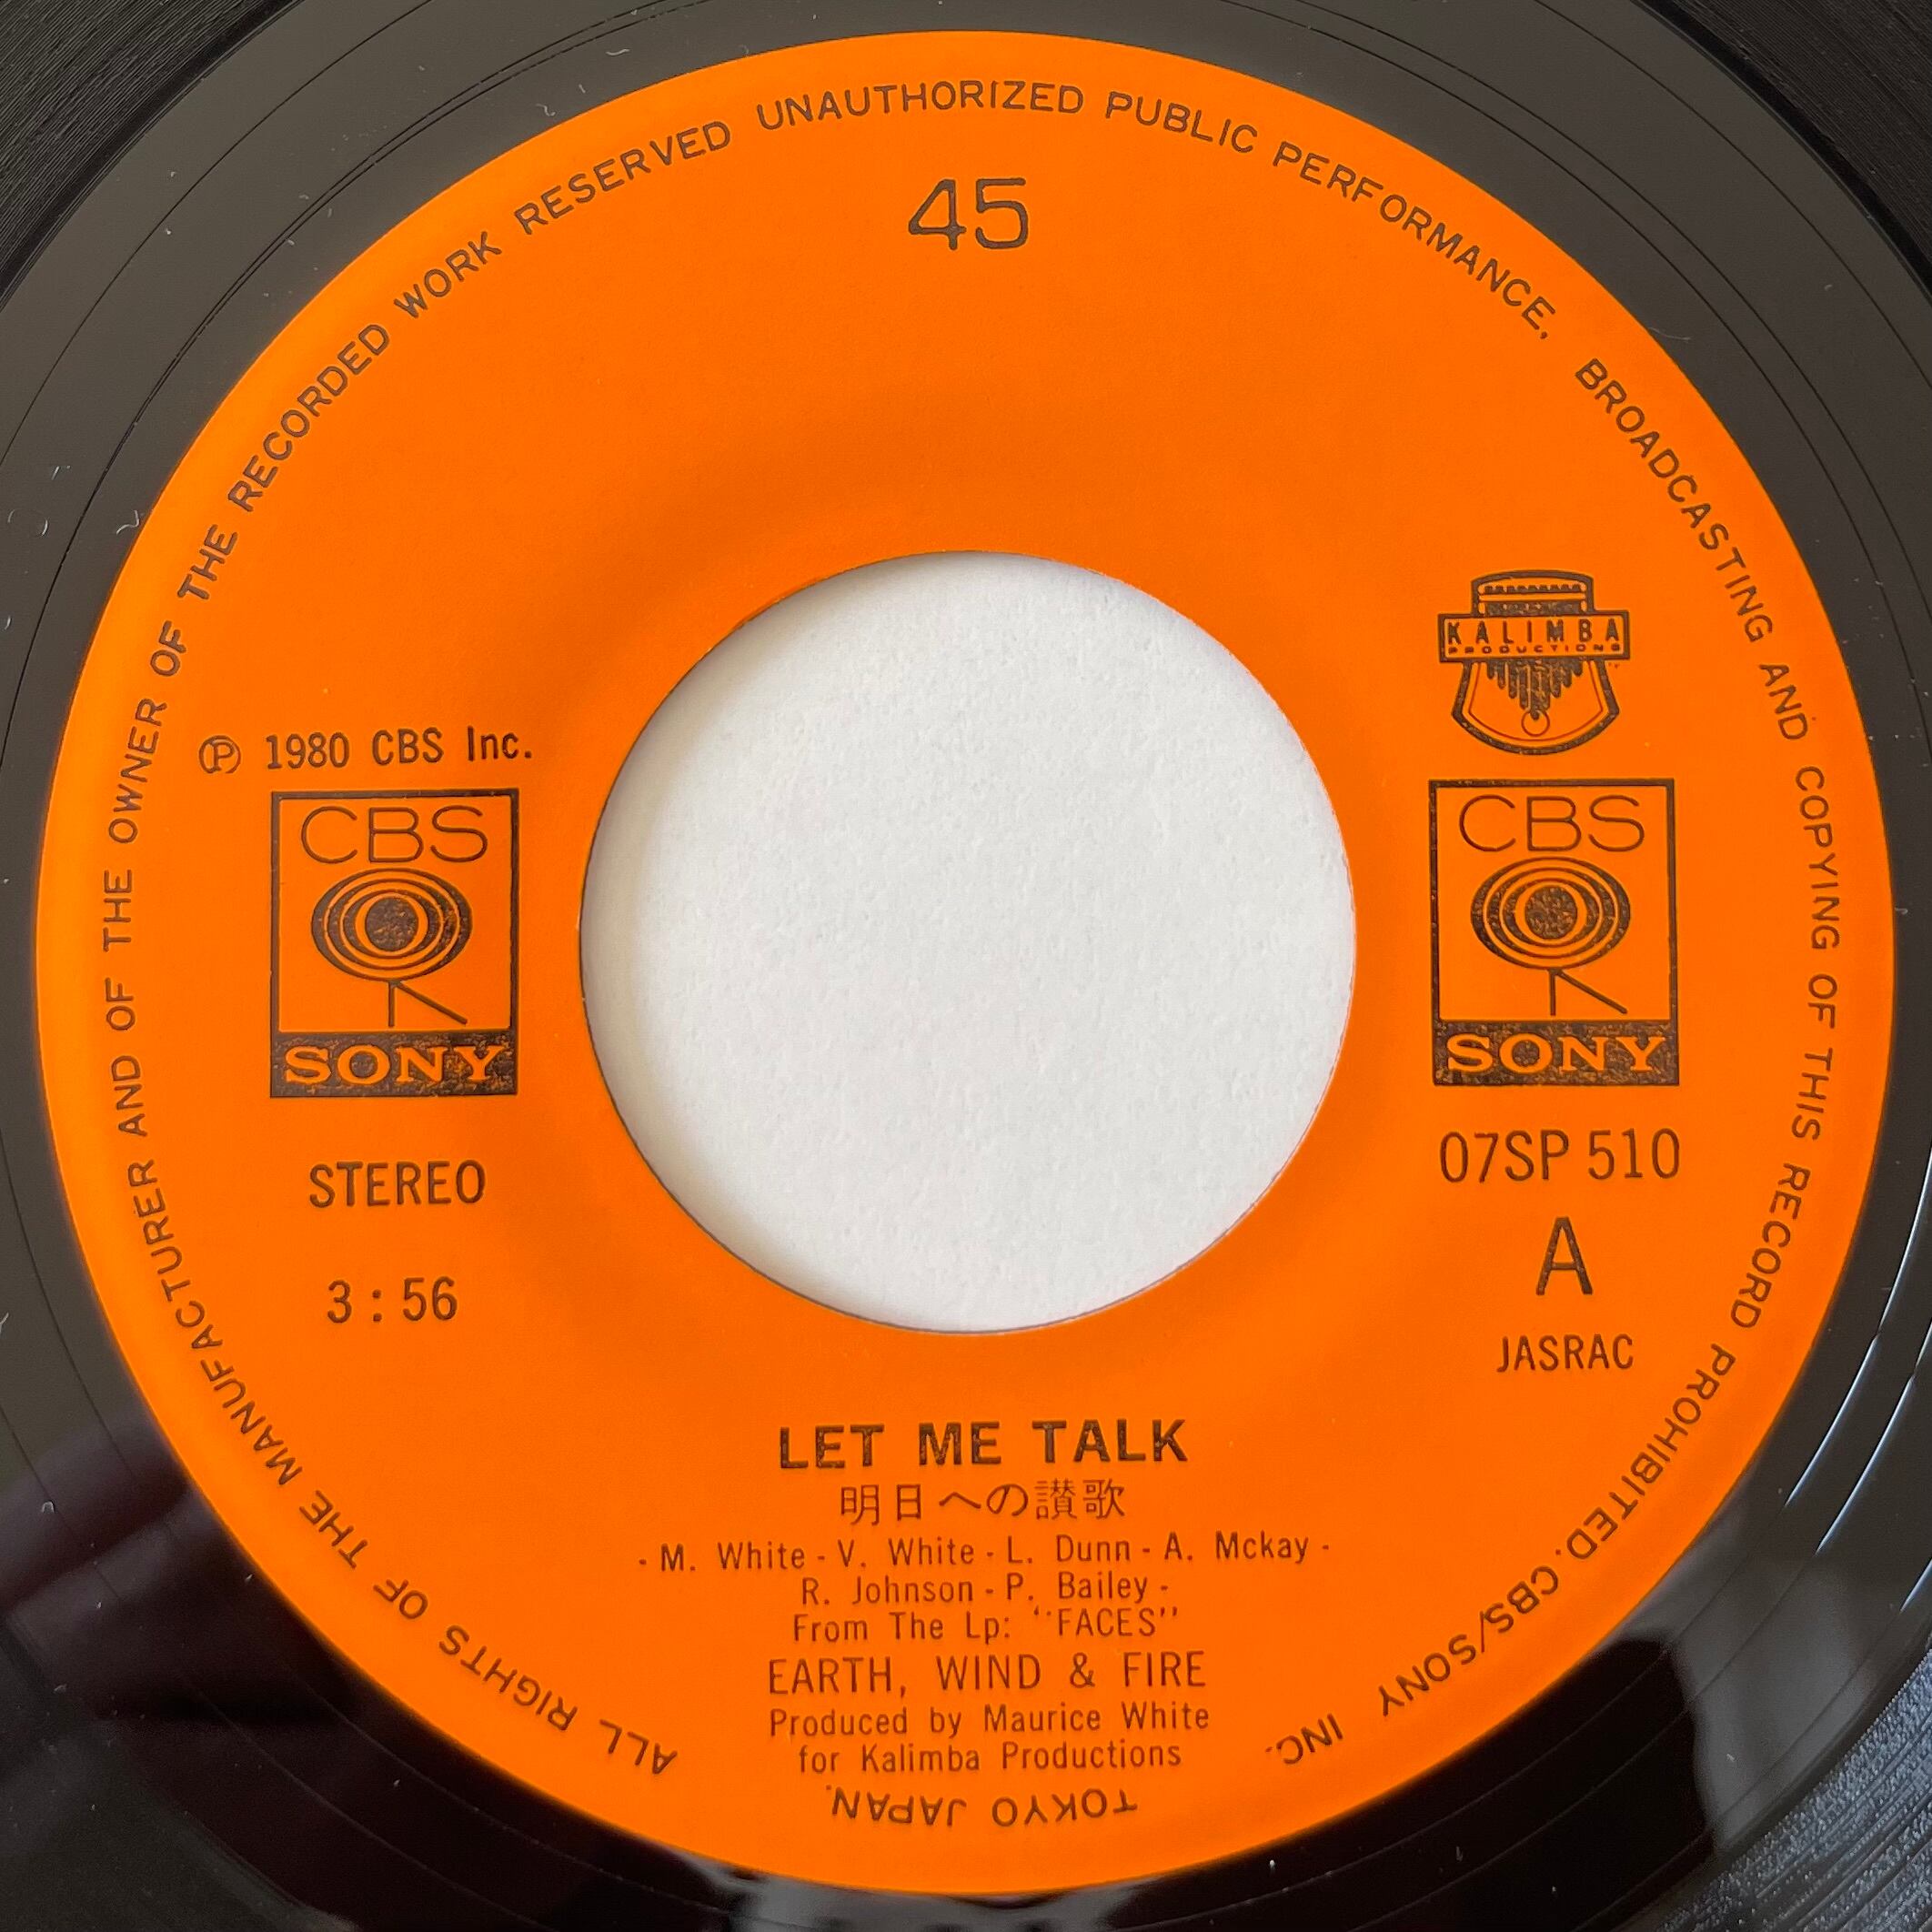 ALL RIGHTS OF THE MANUFACTURER AND OF THE OWNER OF THE RECORDED WORK RESERVED UNAUTHORIZED PUBLIC PERFORMANCE, BROADCASTING AND COPYING OF THIS RECORD PROHIBITED. CBS/SONY INC.
TOKYO JAPAN.
45
KALIMBA
PRODUCTIONS
Ⓟ 1980 CBS Inc.
CBS
SONY
STEREO
3:56
CBS
SONY
07SP 510
A
JASRAC
LET ME TALK
明日への讃歌
- M. White - V. White - L. Dunn - A. Mckay -
R. Johnson - P. Bailey -
From The Lp: "FACES"
EARTH, WIND & FIRE
Produced by Maurice White
for Kalimba Productions